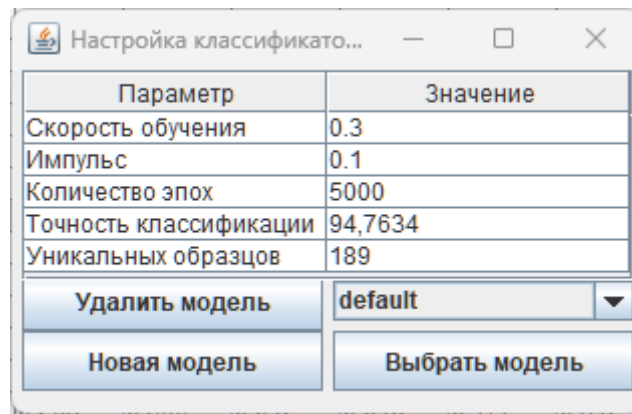 Настройка классификато...
Параметр Значение
Скорость обучения 0.3
Импульс 0.1
Количество эпох 5000
Точность классификации 94,7634
Уникальных образцов 189
Удалить модель default
Новая модель Выбрать модель